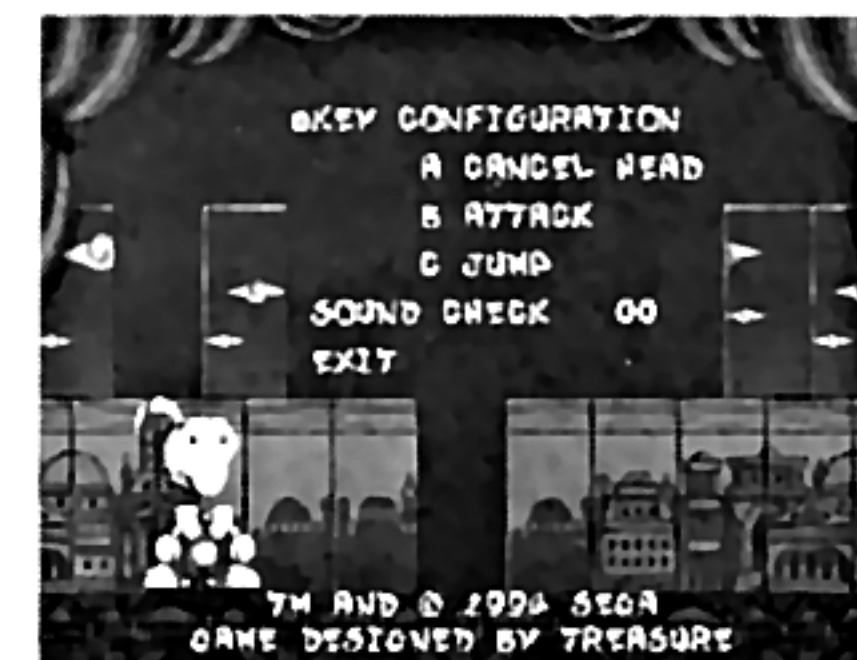 KEY CONFIGURATION
A CANCEL HEAD
B ATTACK
C JUMP
SOUND CHECK 00
EXIT
TM AND © 1994 SEGA
GAME DESIGNED BY TREASURE